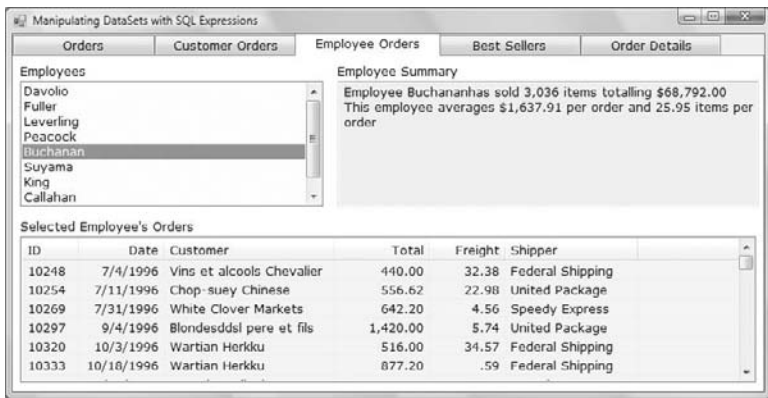 Manipulating DataSets with SQL Expressions
Orders Customer Orders Employee Orders Best Sellers Order Details
Employees
Davolio
Fuller
Leverling
Peacock
Buchanan
Suyama
King
Callahan
Employee Summary
Employee Buchananhas sold 3,036 items totalling $68,792.00
This employee averages $1,637.91 per order and 25.95 items per
order
Selected Employee's Orders
ID Date Customer Total Freight Shipper
10248 7/4/1996 Vins et alcools Chevalier 440.00 32.38 Federal Shipping
10254 7/11/1996 Chop-suey Chinese 556.62 22.98 United Package
10269 7/31/1996 White Clover Markets 642.20 4.56 Speedy Express
10297 9/4/1996 Blondesddsl pere et fils 1,420.00 5.74 United Package
10320 10/3/1996 Wartian Herkku 516.00 34.57 Federal Shipping
10333 10/18/1996 Wartian Herkku 877.20 .59 Federal Shipping